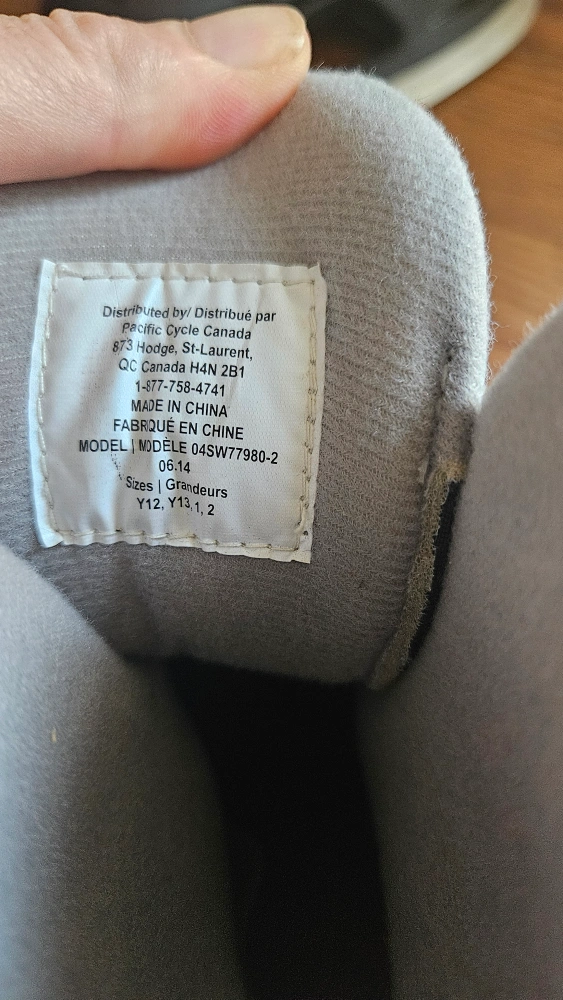 Distributed by/ Distribué par
Pacific Cycle Canada
873 Hodge, St-Laurent,
QC Canada H4N 2B1
1-877-758-4741
MADE IN CHINA
FABRIQUÉ EN CHINE
MODEL | MODÈLE 04SW77980-2
06.14
Sizes | Grandeurs
Y12, Y13,1, 2